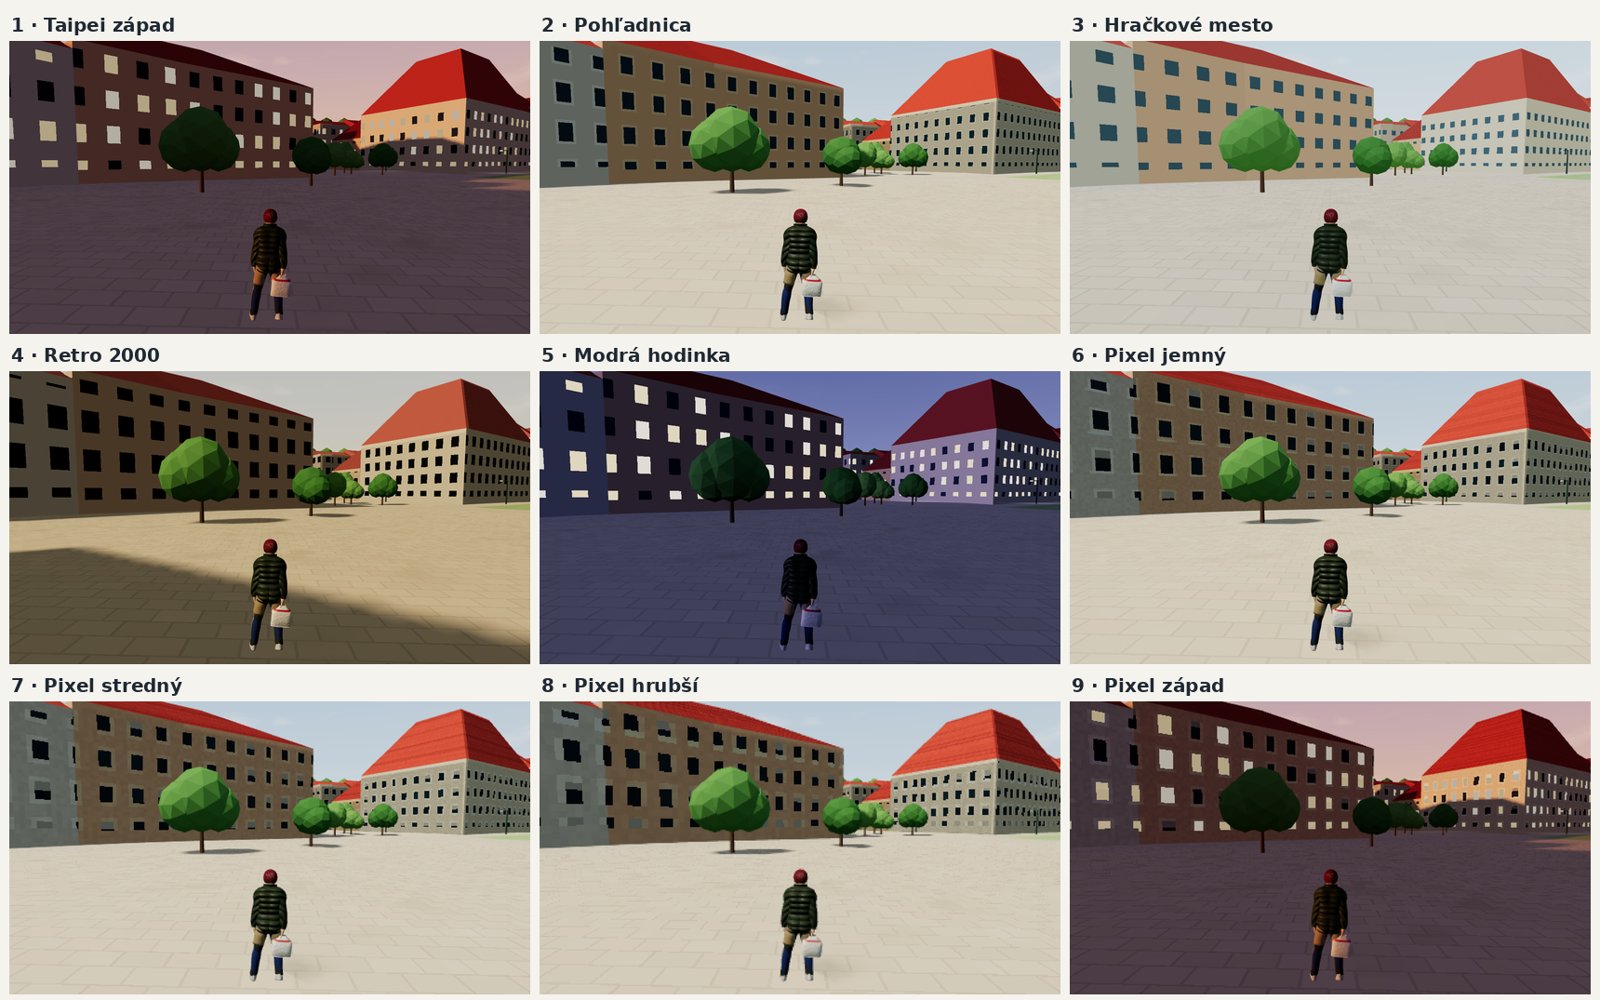 1 · Taipei západ
2 · Pohľadnica
3 · Hračkové mesto
4 · Retro 2000
5 · Modrá hodinka
6 · Pixel jemný
7 · Pixel stredný
8 · Pixel hrubší
9 · Pixel západ